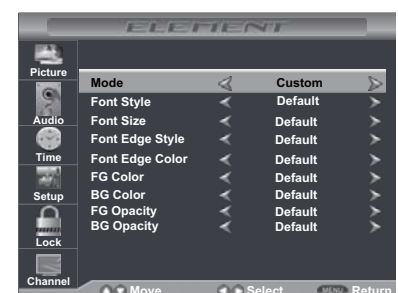 ELEMENT
Picture
Mode Custom
Font Style Default
Audio
Font Size Default
Font Edge Style Default
Time
Font Edge Color Default
FG Color Default
Setup
BG Color Default
FG Opacity Default
BG Opacity Default
Lock
Channel
Move Select MENU Return